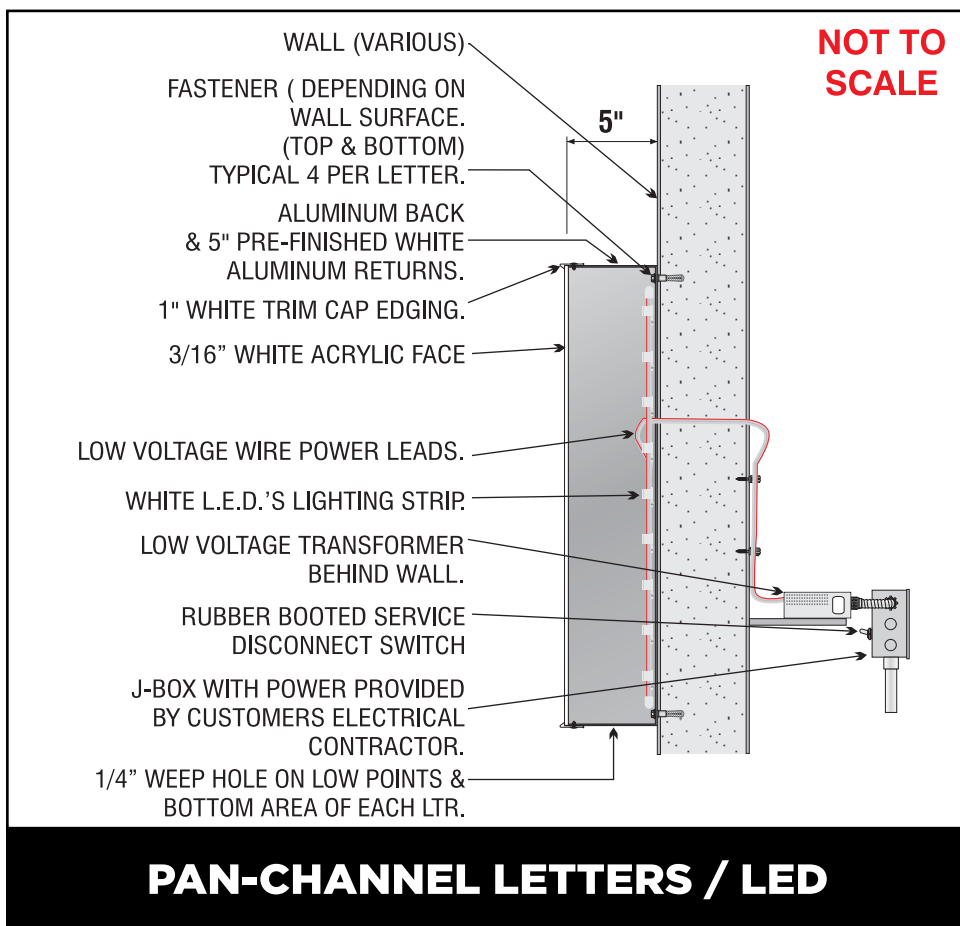 NOT TO
SCALE
WALL (VARIOUS)
FASTENER ( DEPENDING ON
WALL SURFACE.
(TOP & BOTTOM)
TYPICAL 4 PER LETTER.
5"
ALUMINUM BACK
& 5" PRE-FINISHED WHITE
ALUMINUM RETURNS.
1" WHITE TRIM CAP EDGING.
3/16” WHITE ACRYLIC FACE
LOW VOLTAGE WIRE POWER LEADS.
WHITE L.E.D.'S LIGHTING STRIP.
LOW VOLTAGE TRANSFORMER
BEHIND WALL.
RUBBER BOOTED SERVICE
DISCONNECT SWITCH
J-BOX WITH POWER PROVIDED
BY CUSTOMERS ELECTRICAL
CONTRACTOR.
1/4” WEEP HOLE ON LOW POINTS &
BOTTOM AREA OF EACH LTR.
PAN-CHANNEL LETTERS / LED